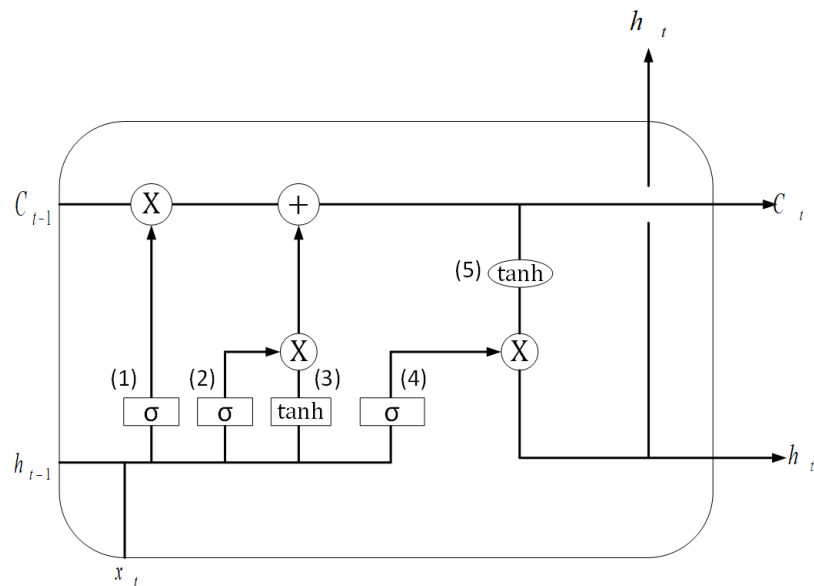 h t
C t-1 X + C t
(5) tanh
X X
(1) (2) (3) (4)
σ σ tanh σ
h t-1 h t
x t